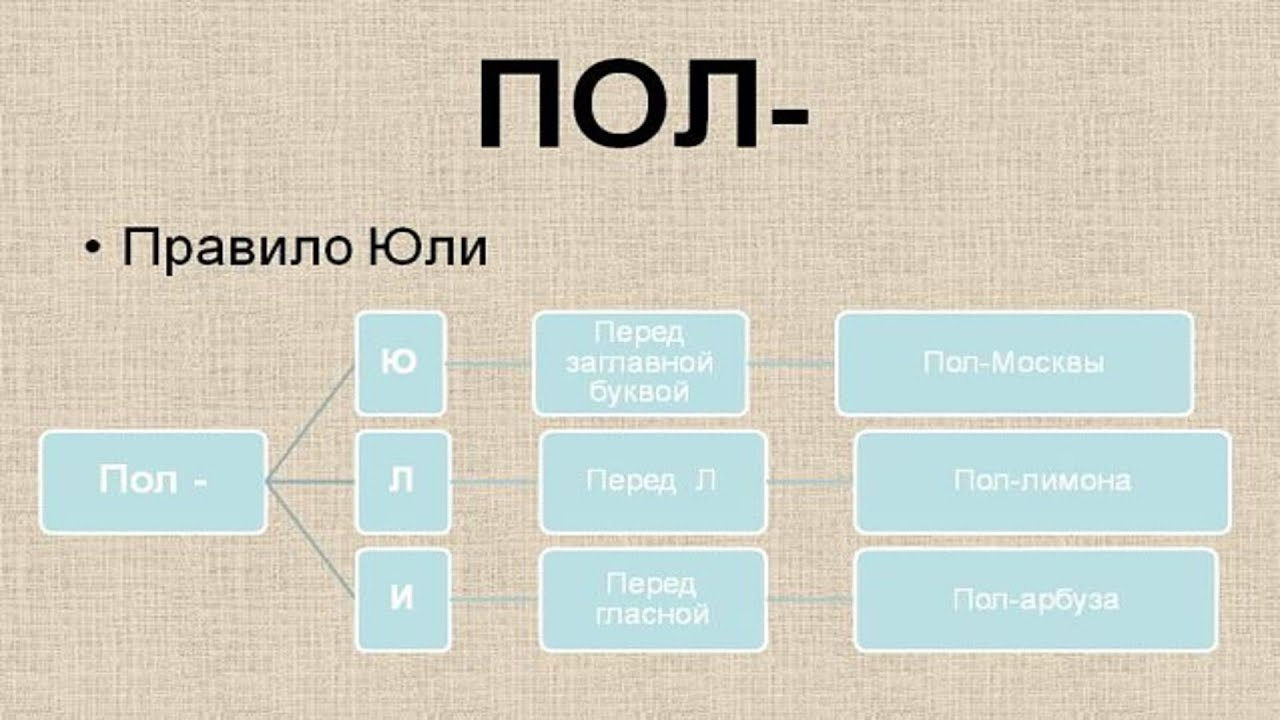 ПОЛ-
• Правило Юли
Пол -
Ю
Перед
заглавной
буквой
Пол-Москвы
Л
Перед Л
Пол-лимона
И
Перед
гласной
Пол-арбуза